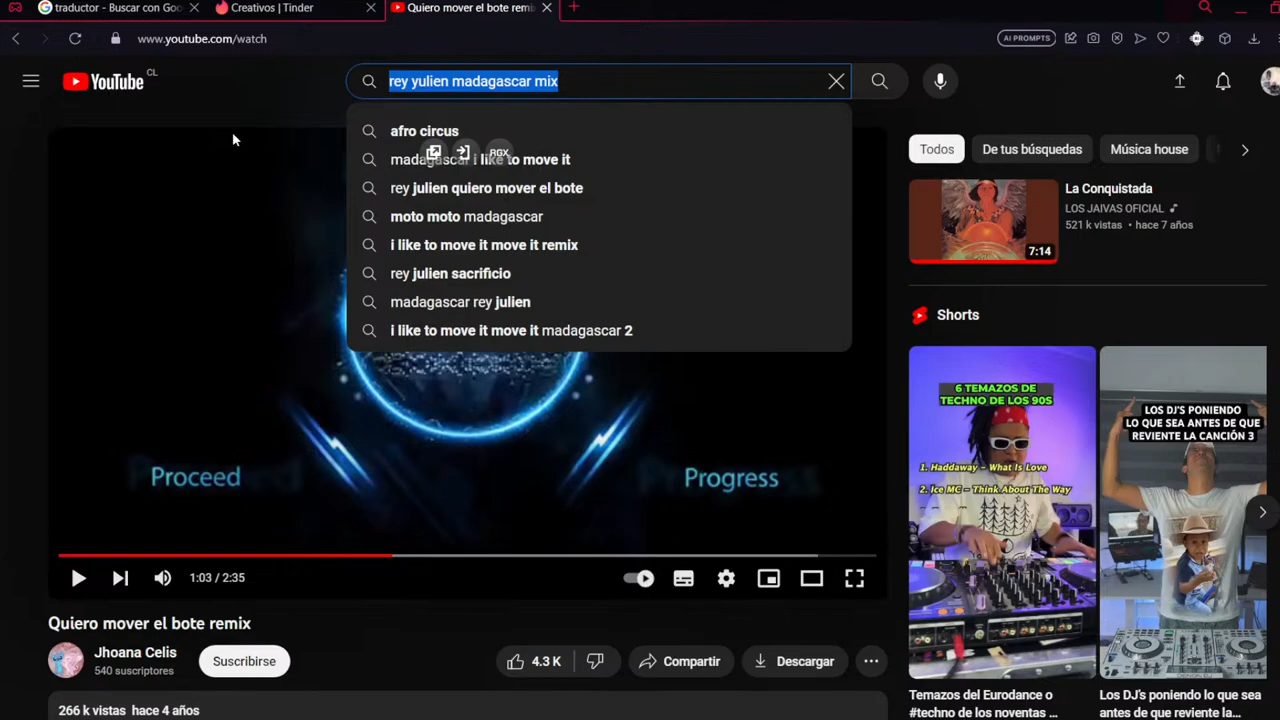 traductor - Buscar con Goo
Creativos | Tinder
Quiero mover el bote remi
www.youtube.com/watch
AI PROMPTS
YouTube CL
rey yulien madagascar mix
afro circus
madagascar i like to move it
RGX
rey julien quiero mover el bote
moto moto madagascar
i like to move it move it remix
rey julien sacrificio
madagascar rey julien
i like to move it move it madagascar 2
Todos
De tus búsquedas
Música house
La Conquistada
LOS JAIVAS OFICIAL
521 k vistas • hace 7 años
7:14
Shorts
6 TEMAZOS DE
TECHNO DE LOS 90S
1. Haddaway – What Is Love
2. Ice MC – Think About The Way
LOS DJ'S PONIENDO
LO QUE SEA ANTES DE QUE
REVIENTE LA CANCIÓN 3
DENON DJ
Temazos del Eurodance o
#techno de los noventas ...
Los DJ's poniendo lo que sea
antes de que reviente la...
Proceed
Progress
1:03 / 2:35
Quiero mover el bote remix
Jhoana Celis
540 suscriptores
Suscribirse
4.3 K
Compartir
Descargar
266 k vistas hace 4 años